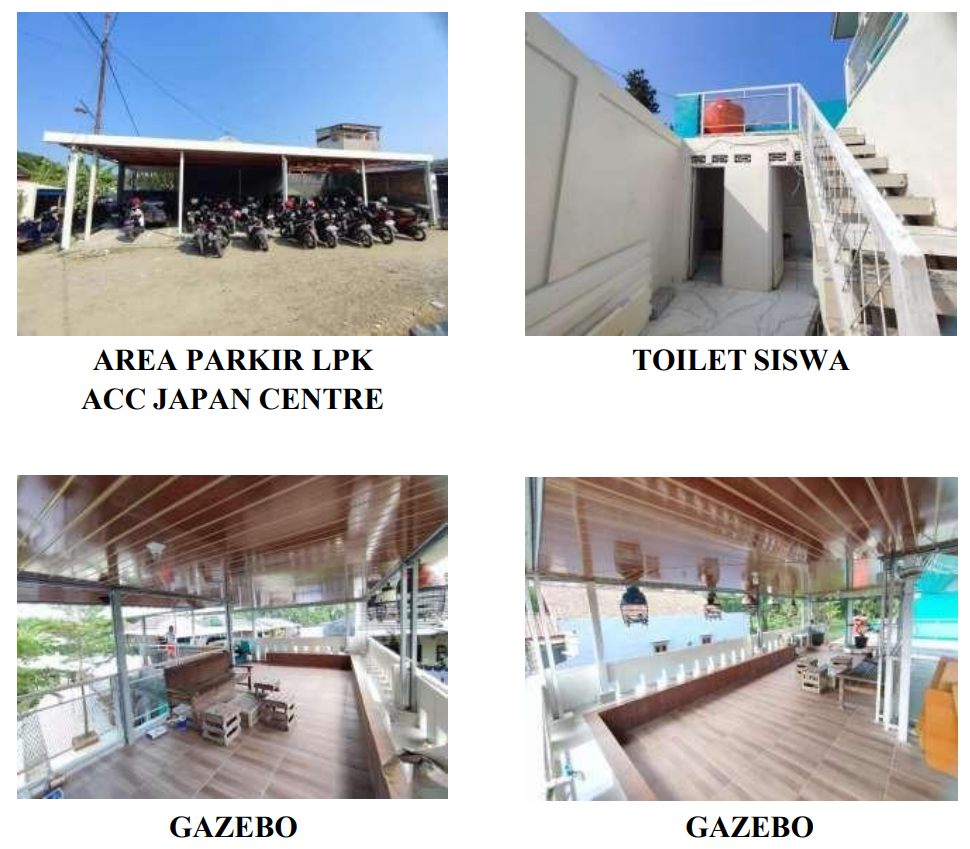 AREA PARKIR LPK
ACC JAPAN CENTRE
TOILET SISWA
GAZEBO
GAZEBO